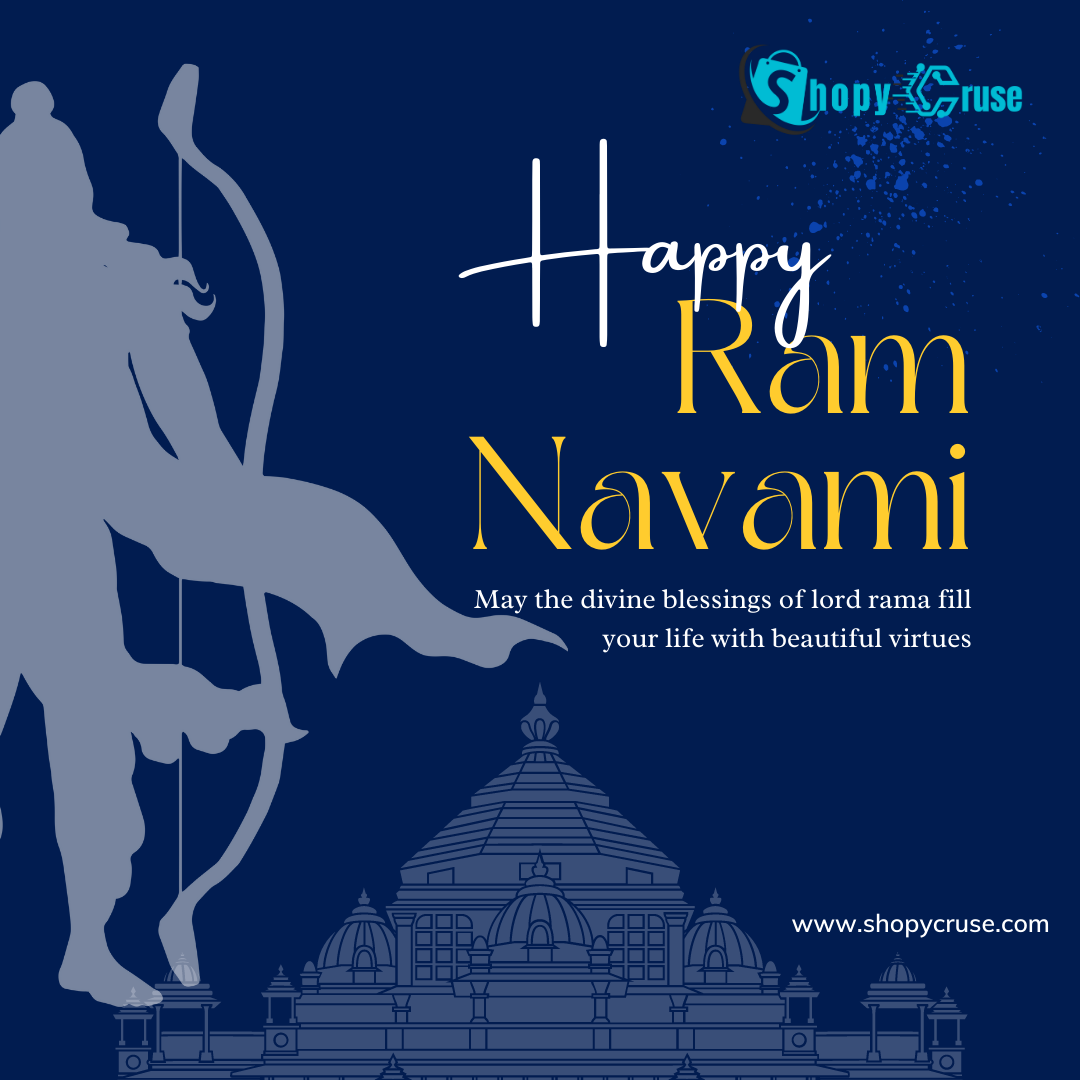 Shopy Cruse
Happy
Ram
Navami
May the divine blessings of lord rama fill
your life with beautiful virtues
www.shopycruse.com